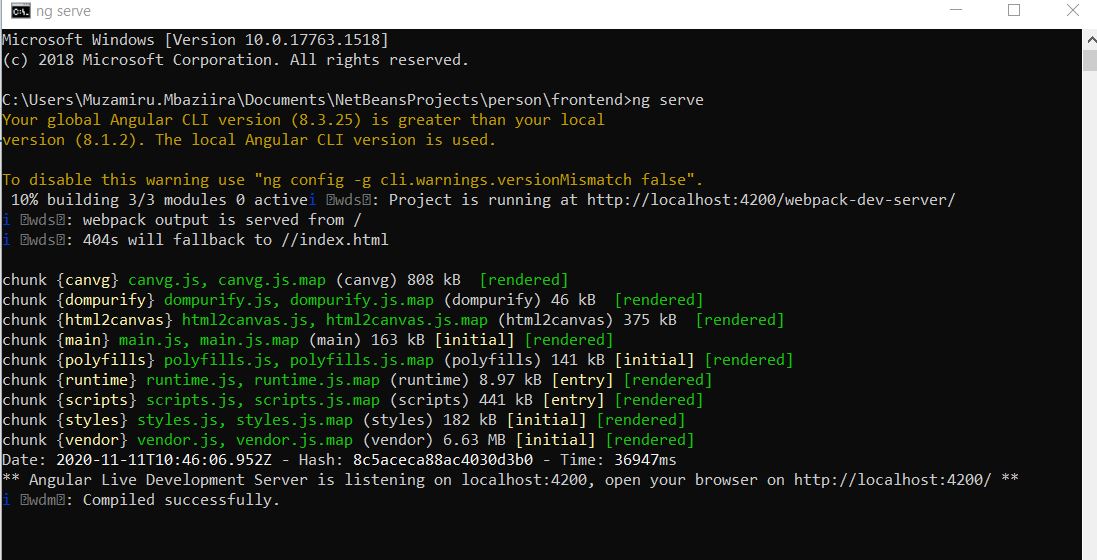 ng serve
Microsoft Windows [Version 10.0.17763.1518]
(c) 2018 Microsoft Corporation. All rights reserved.
C:\Users\Muzamiru.Mbaziira\Documents\NetBeansProjects\person\frontend>ng serve
Your global Angular CLI version (8.3.25) is greater than your local
version (8.1.2). The local Angular CLI version is used.
To disable this warning use "ng config -g cli.warnings.versionMismatch false".
10% building 3/3 modules 0 activei 「wds」: Project is running at http://localhost:4200/webpack-dev-server/
i 「wds」: webpack output is served from /
i 「wds」: 404s will fallback to //index.html
chunk {canvg} canvg.js, canvg.js.map (canvg) 808 kB  [rendered]
chunk {dompurify} dompurify.js, dompurify.js.map (dompurify) 46 kB  [rendered]
chunk {html2canvas} html2canvas.js, html2canvas.js.map (html2canvas) 375 kB  [rendered]
chunk {main} main.js, main.js.map (main) 163 kB [initial] [rendered]
chunk {polyfills} polyfills.js, polyfills.js.map (polyfills) 141 kB [initial] [rendered]
chunk {runtime} runtime.js, runtime.js.map (runtime) 8.97 kB [entry] [rendered]
chunk {scripts} scripts.js, scripts.js.map (scripts) 441 kB [entry] [rendered]
chunk {styles} styles.js, styles.js.map (styles) 182 kB [initial] [rendered]
chunk {vendor} vendor.js, vendor.js.map (vendor) 6.63 MB [initial] [rendered]
Date: 2020-11-11T10:46:06.952Z - Hash: 8c5aceca88ac4030d3b0 - Time: 36947ms
** Angular Live Development Server is listening on localhost:4200, open your browser on http://localhost:4200/ **
i 「wdm」: Compiled successfully.